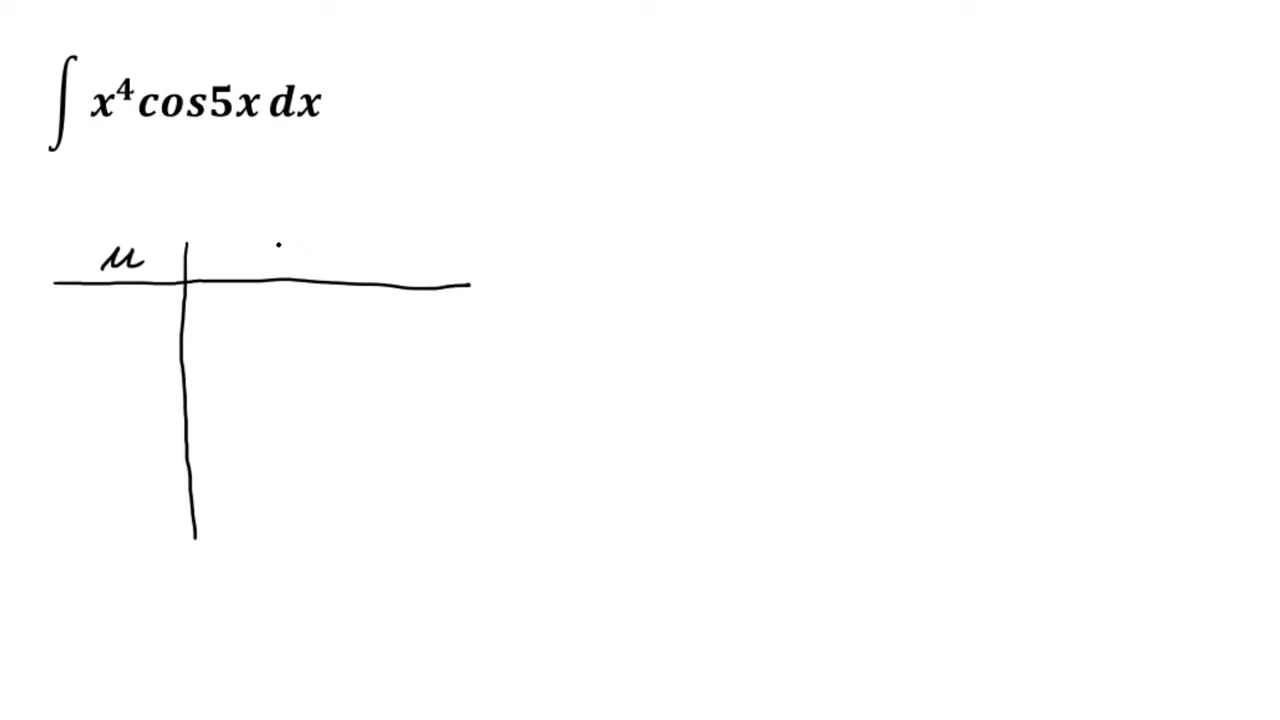 ∫ x⁴cos5x dx
u